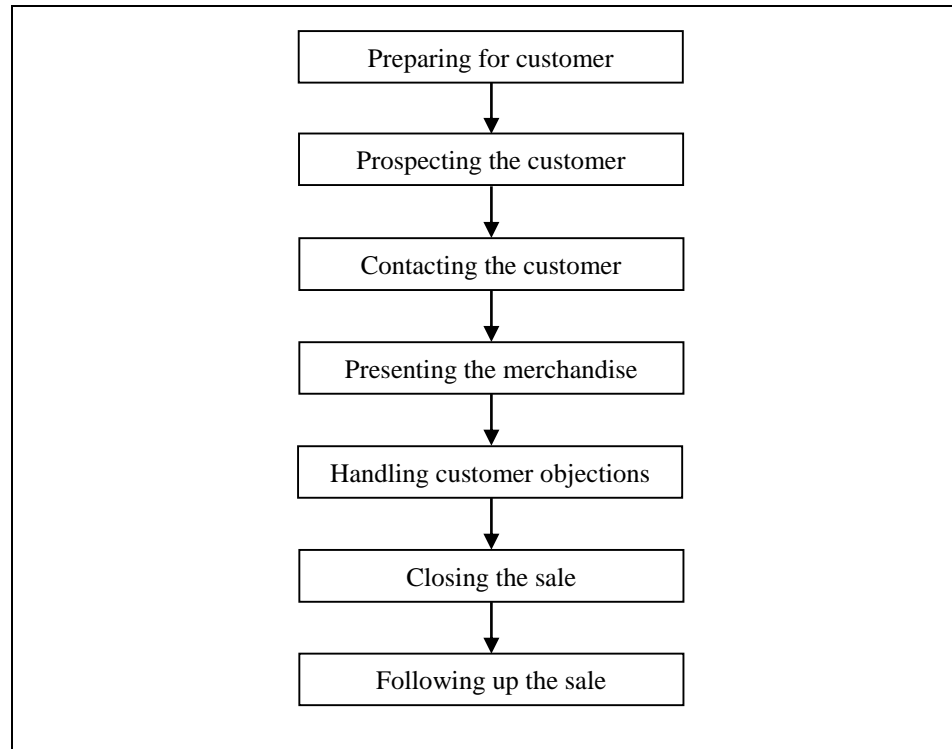 Preparing for customer
Prospecting the customer
Contacting the customer
Presenting the merchandise
Handling customer objections
Closing the sale
Following up the sale